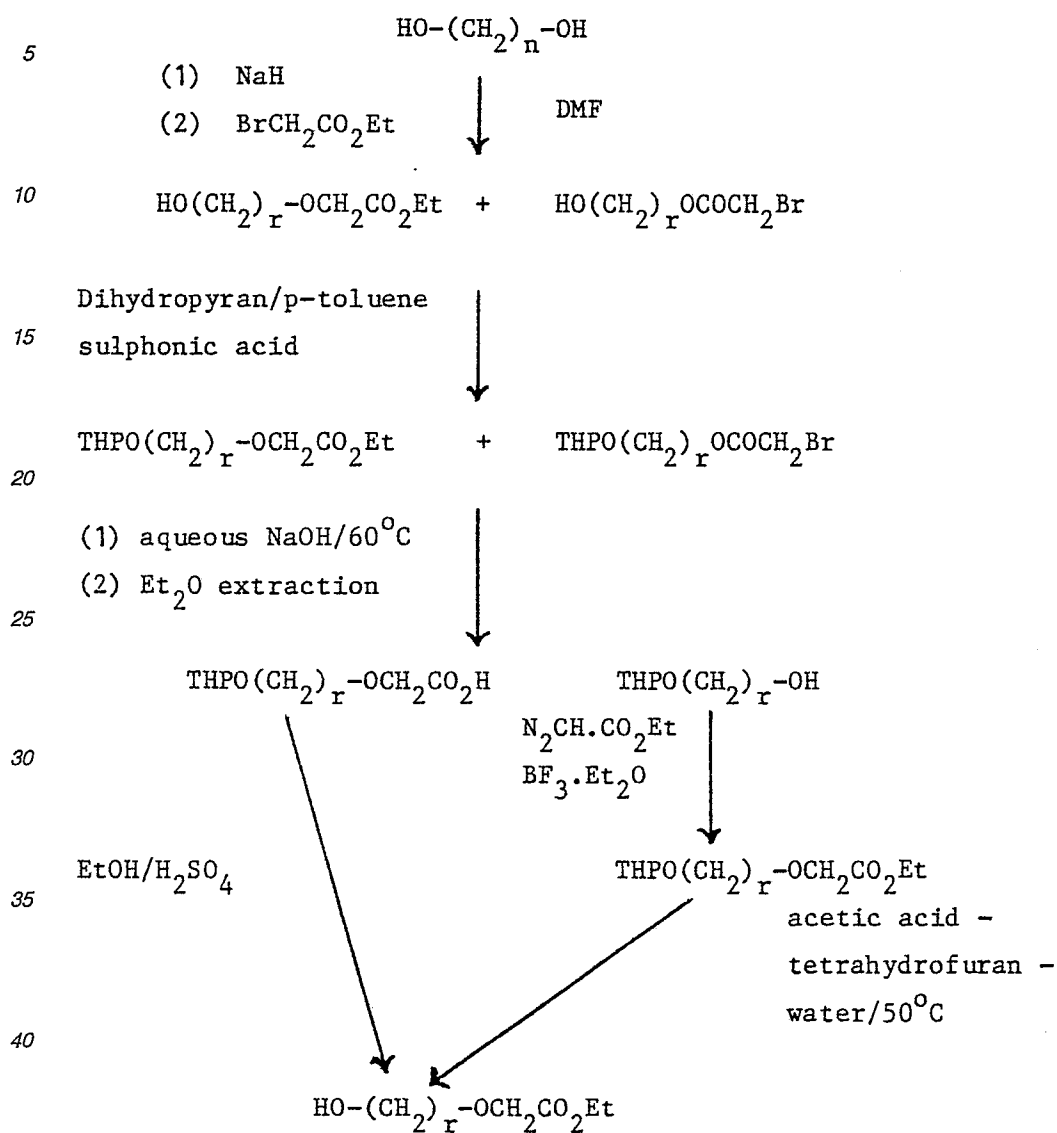 HO-(CH2)n-OH
5
(1) NaH
(2) BrCH2CO2Et
DMF
10
HO(CH2)r-OCH2CO2Et + HO(CH2)rOCOCH2Br
Dihydropyran/p-toluene
15
sulphonic acid
THPO(CH2)r-OCH2CO2Et + THPO(CH2)rOCOCH2Br
20
(1) aqueous NaOH/60°C
(2) Et2O extraction
25
THPO(CH2)r-OCH2CO2H THPO(CH2)r-OH
N2CH.CO2Et
30
BF3.Et2O
EtOH/H2SO4
THPO(CH2)r-OCH2CO2Et
35
acetic acid -
tetrahydrofuran -
water/50°C
40
HO-(CH2)r-OCH2CO2Et